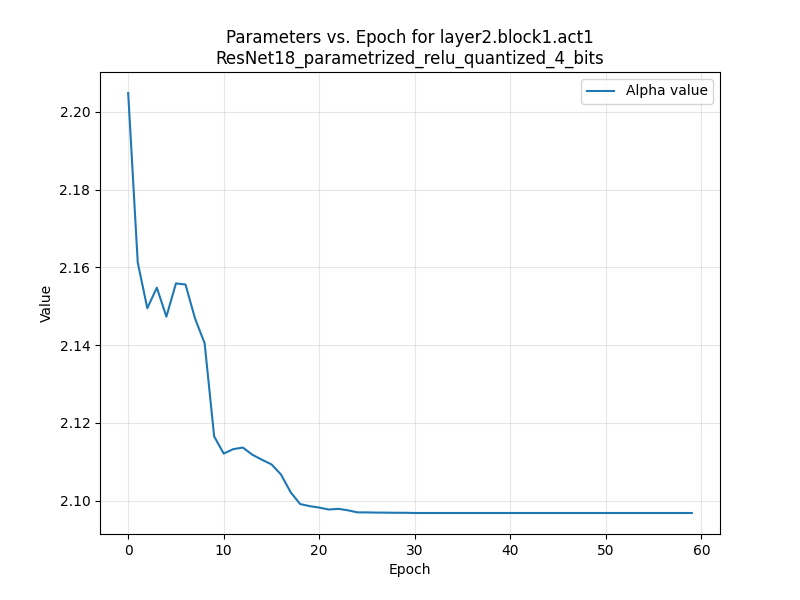 Parameters vs. Epoch for layer2.block1.act1
ResNet18_parametrized_relu_quantized_4_bits
Alpha value
2.20
2.18
2.16
2.14
2.12
2.10
Value
0 10 20 30 40 50 60
Epoch